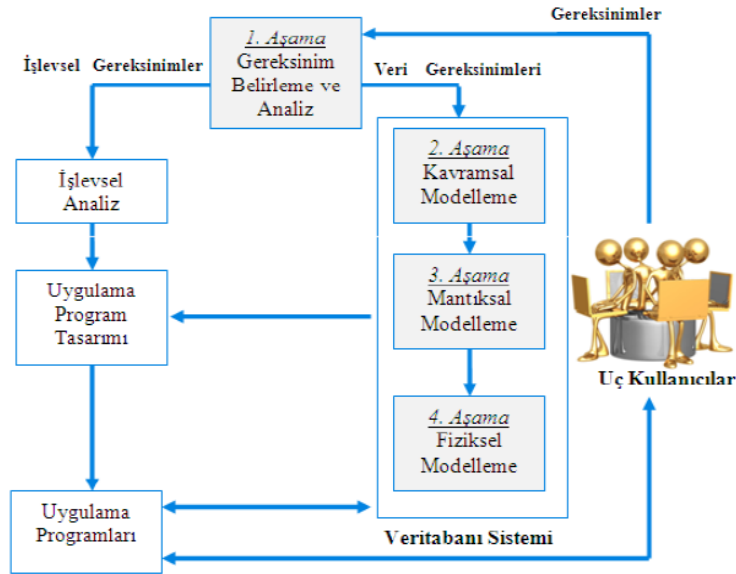 Gereksinimler
1. Aşama
Gereksinim
Belirleme ve
Analiz
İşlevsel Gereksinimler
Veri Gereksinimleri
İşlevsel
Analiz
2. Aşama
Kavramsal
Modelleme
Uygulama
Program
Tasarımı
3. Aşama
Mantıksal
Modelleme
Uç Kullanıcılar
4. Aşama
Fiziksel
Modelleme
Uygulama
Programları
Veritabanı Sistemi